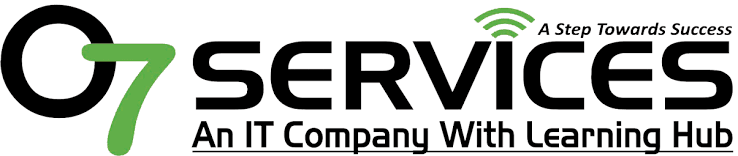 A Step Towards Success
O7 SERVICES
An IT Company With Learning Hub